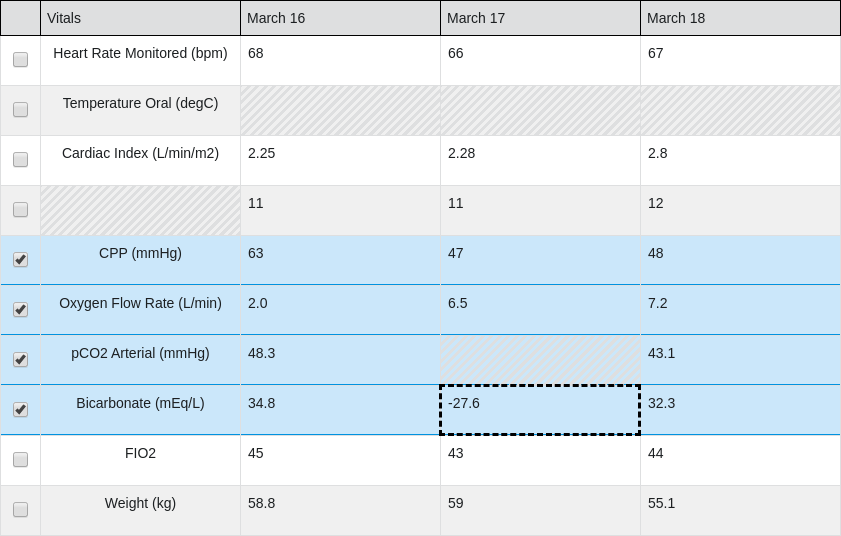 Vitals March 16 March 17 March 18
Heart Rate Monitored (bpm) 68 66 67
Temperature Oral (degC)
Cardiac Index (L/min/m2) 2.25 2.28 2.8
11 11 12
CPP (mmHg) 63 47 48
Oxygen Flow Rate (L/min) 2.0 6.5 7.2
pCO2 Arterial (mmHg) 48.3 43.1
Bicarbonate (mEq/L) 34.8 -27.6 32.3
FIO2 45 43 44
Weight (kg) 58.8 59 55.1